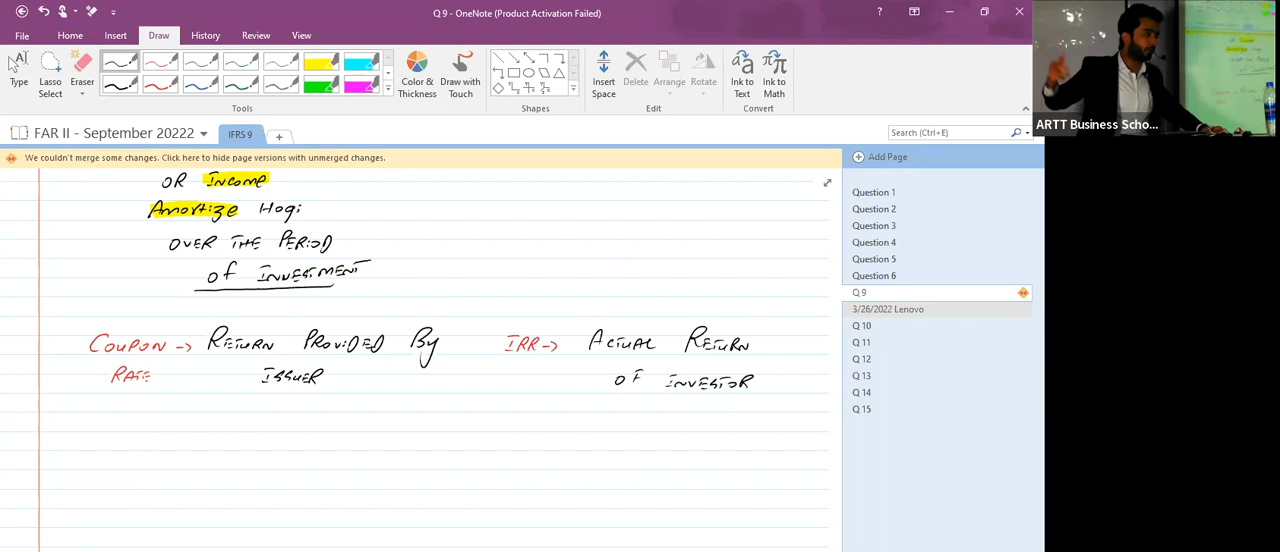 Q 9 - OneNote (Product Activation Failed)
File Home Insert Draw History Review View
Type
Lasso Select
Eraser
Color & Thickness
Draw with Touch
Insert Space
Delete
Arrange
Rotate
Ink to Text
Ink to Math
Tools Shapes Edit Convert
ARTT Business Scho...
FAR II - September 20222 IFRS 9
Search (Ctrl+E)
We couldn't merge some changes. Click here to hide page versions with unmerged changes.
Add Page
OR INCOME
AMORTIZE Hogi
OVER THE PERIOD
OF INVESTMENT
COUPON -> RETURN PROVIDED BY
RATE ISSUER
IRR -> ACTUAL RETURN
OF INVESTOR
Question 1
Question 2
Question 3
Question 4
Question 5
Question 6
Q 9
3/26/2022 Lenovo
Q 10
Q 11
Q 12
Q 13
Q 14
Q 15